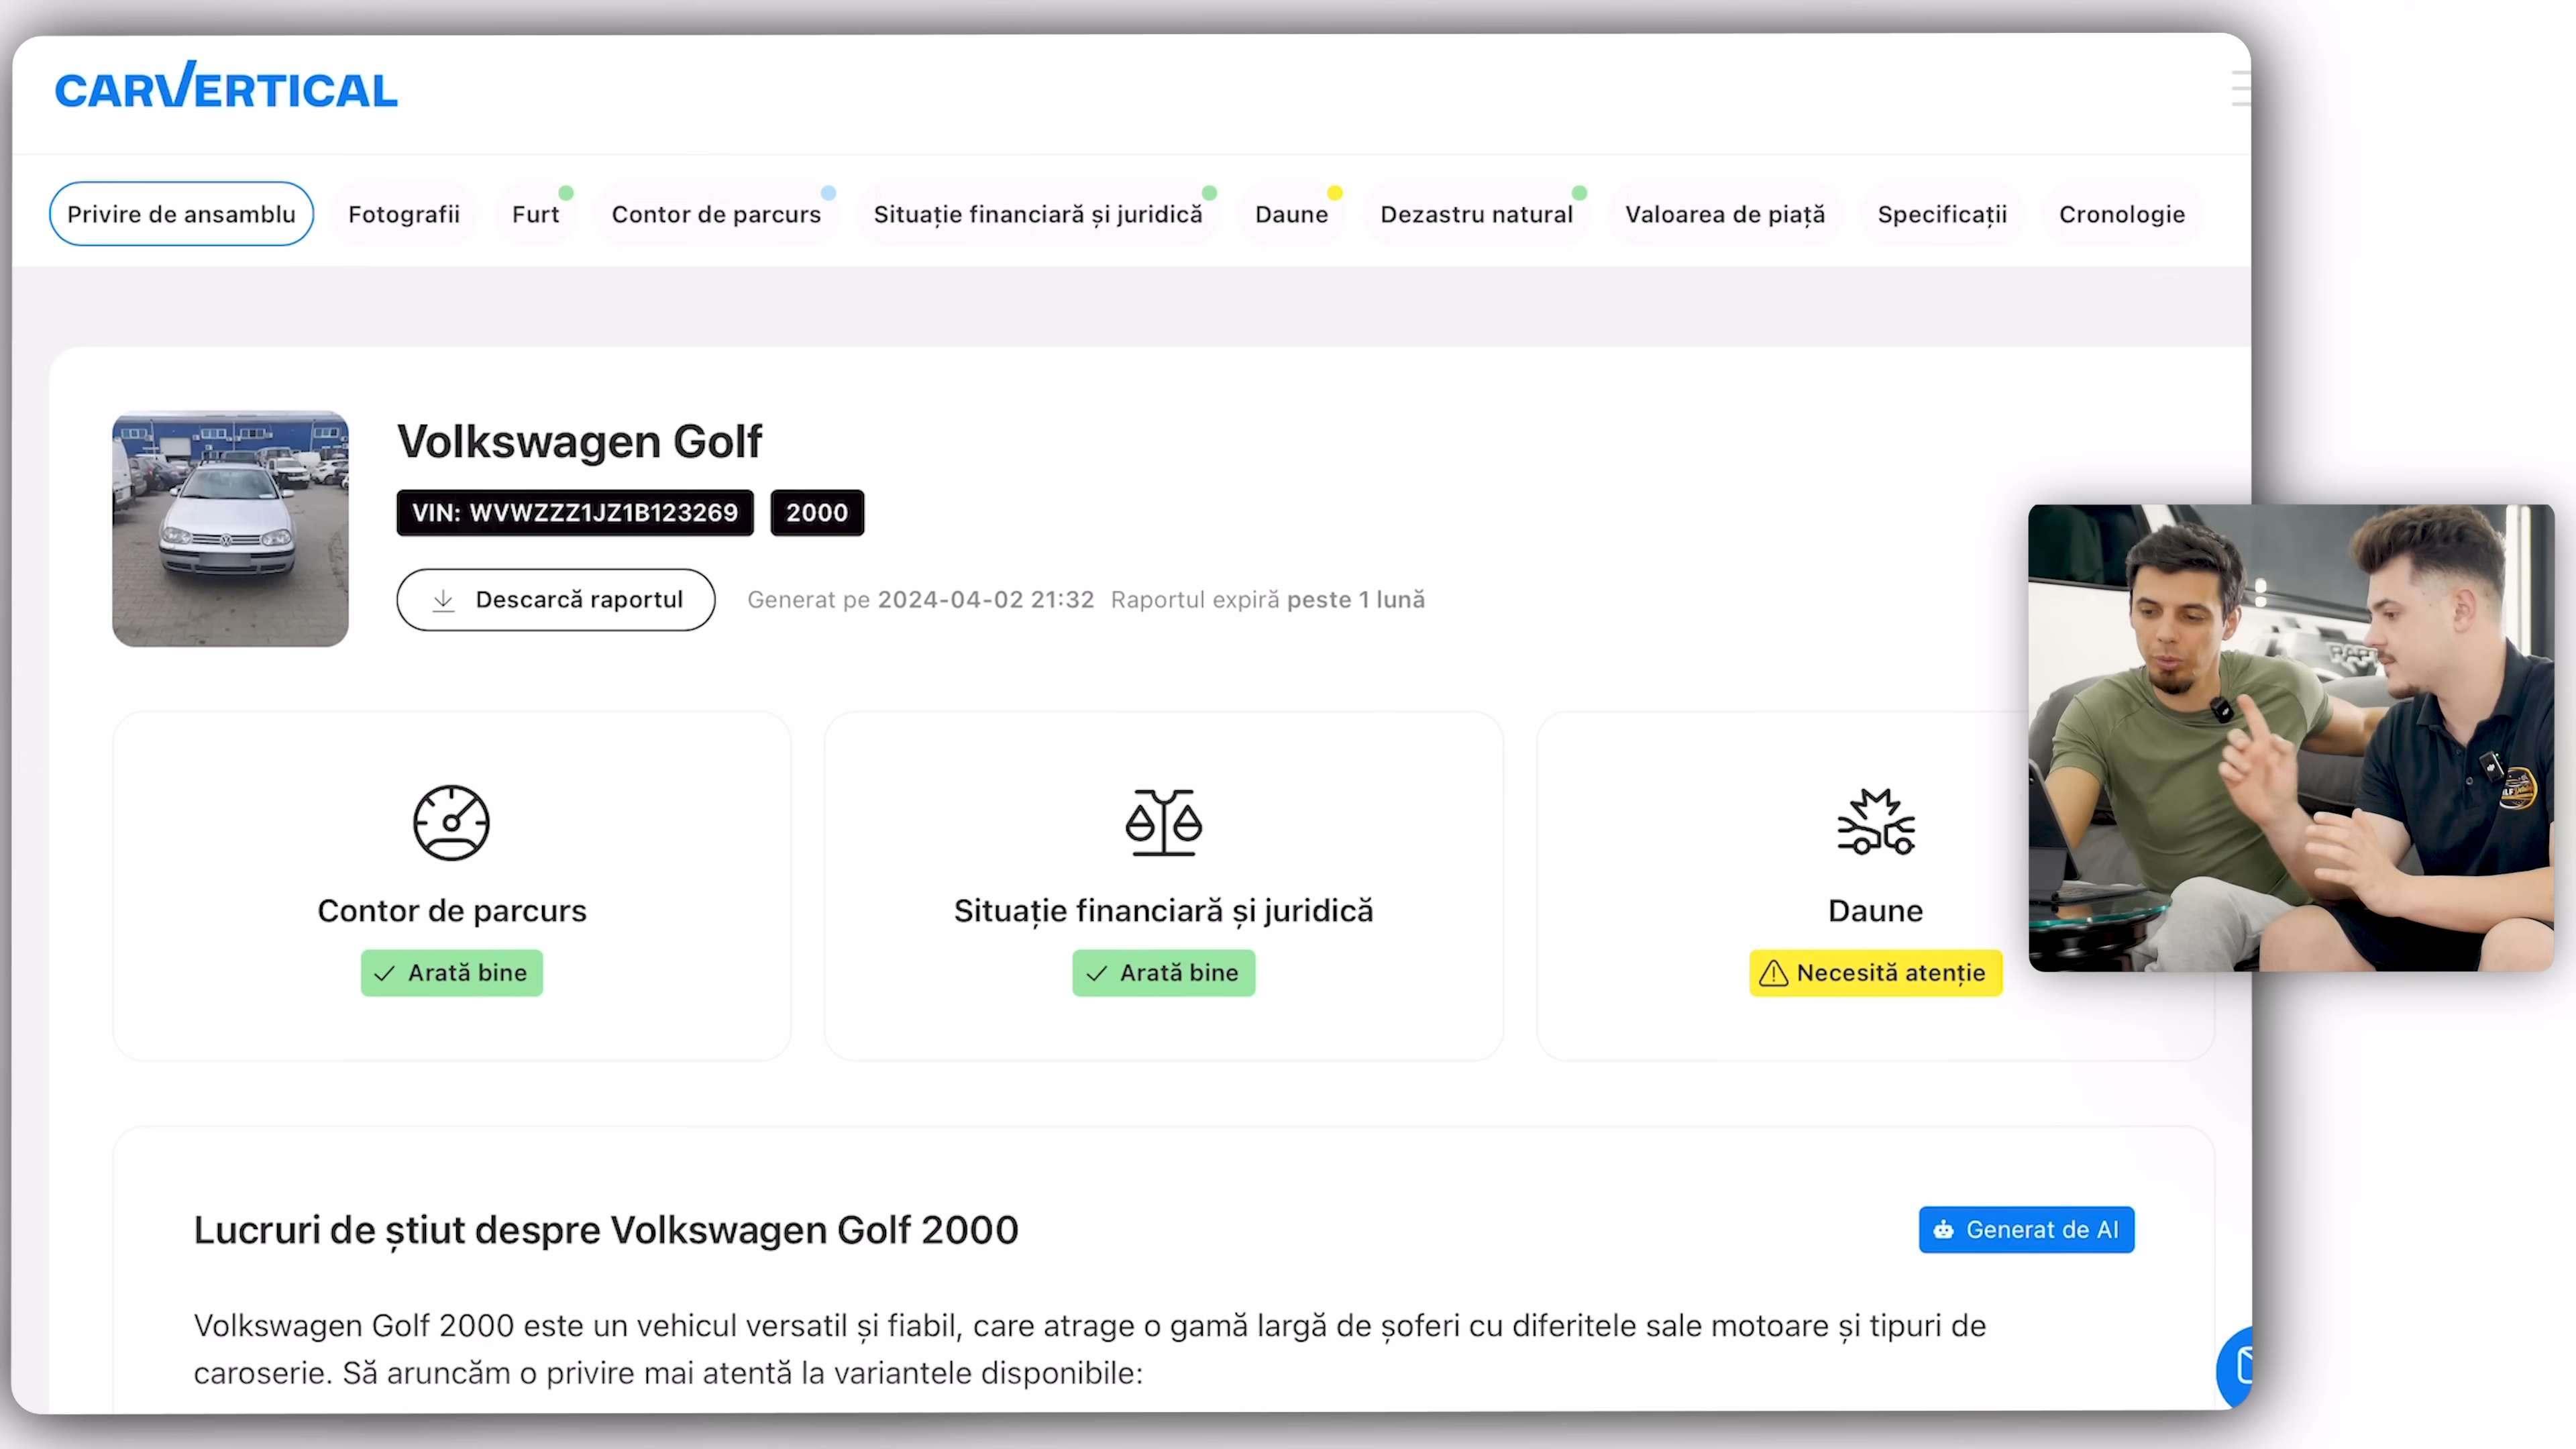 CARVERTICAL
Privire de ansamblu
Fotografii
Furt
Contor de parcurs
Situație financiară și juridică
Daune
Dezastru natural
Valoarea de piață
Specificații
Cronologie
Volkswagen Golf
VIN: WVWZZZ1JZ1B123269
2000
Descarcă raportul
Generat pe 2024-04-02 21:32 Raportul expiră peste 1 lună
Contor de parcurs
Arată bine
Situație financiară și juridică
Arată bine
Daune
Necesită atenție
Lucruri de știut despre Volkswagen Golf 2000
Generat de AI
Volkswagen Golf 2000 este un vehicul versatil și fiabil, care atrage o gamă largă de șoferi cu diferitele sale motoare și tipuri de
caroserie. Să aruncăm o privire mai atentă la variantele disponibile: